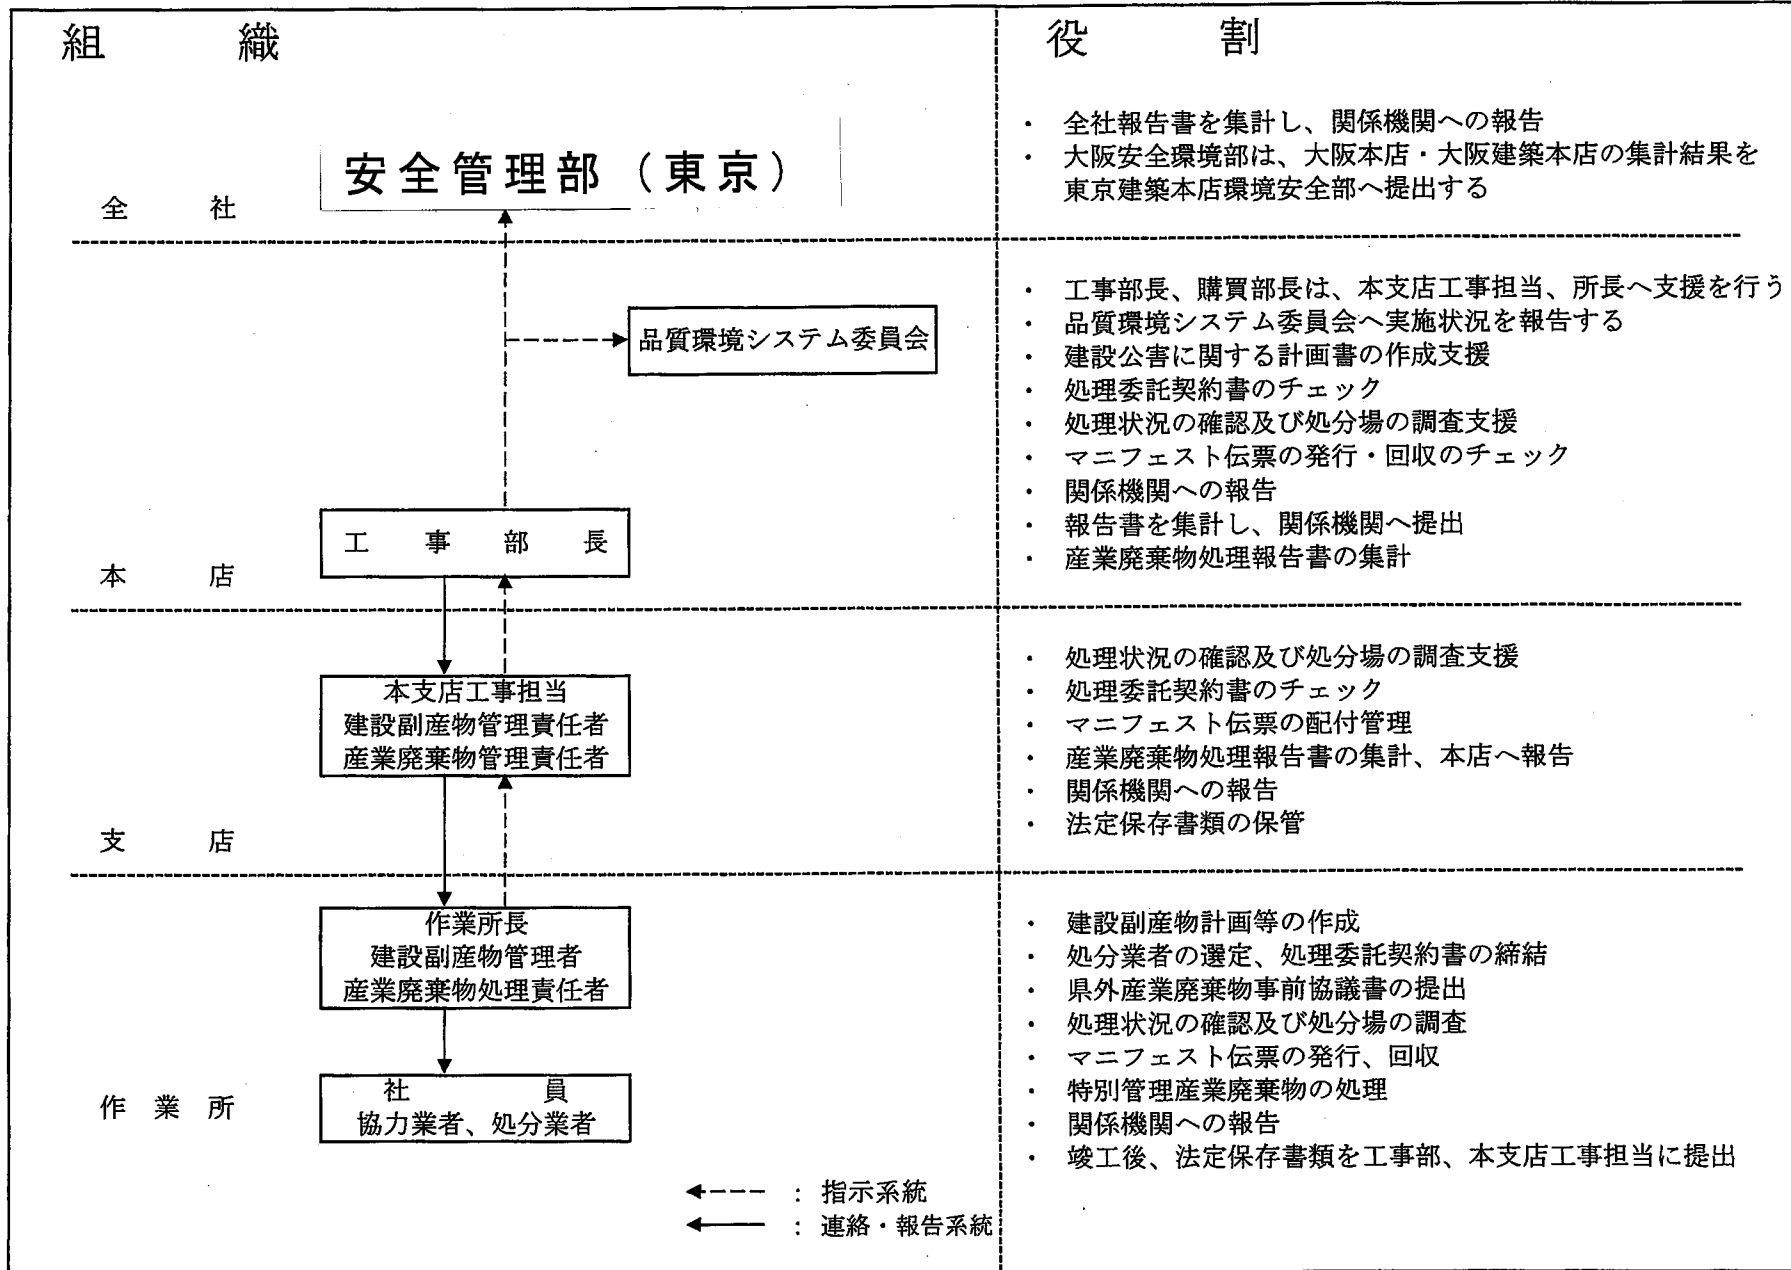 組 織
役 割
安全管理部（東京）
全 社
・ 全社報告書を集計し、関係機関への報告
・ 大阪安全環境部は、大阪本店・大阪建築本店の集計結果を
東京建築本店環境安全部へ提出する
品質環境システム委員会
工 事 部 長
本 店
・ 工事部長、購買部長は、本支店工事担当、所長へ支援を行う
・ 品質環境システム委員会へ実施状況を報告する
・ 建設公害に関する計画書の作成支援
・ 処理委託契約書のチェック
・ 処理状況の確認及び処分場の調査支援
・ マニフェスト伝票の発行・回収のチェック
・ 関係機関への報告
・ 報告書を集計し、関係機関へ提出
・ 産業廃棄物処理報告書の集計
本支店工事担当
建設副産物管理責任者
産業廃棄物管理責任者
支 店
・ 処理状況の確認及び処分場の調査支援
・ 処理委託契約書のチェック
・ マニフェスト伝票の配付管理
・ 産業廃棄物処理報告書の集計、本店へ報告
・ 関係機関への報告
・ 法定保存書類の保管
作業所長
建設副産物管理者
産業廃棄物処理責任者
社 員
協力業者、処分業者
作 業 所
・ 建設副産物計画等の作成
・ 処分業者の選定、処理委託契約書の締結
・ 県外産業廃棄物事前協議書の提出
・ 処理状況の確認及び処分場の調査
・ マニフェスト伝票の発行、回収
・ 特別管理産業廃棄物の処理
・ 関係機関への報告
・ 竣工後、法定保存書類を工事部、本支店工事担当に提出
：指示系統
：連絡・報告系統